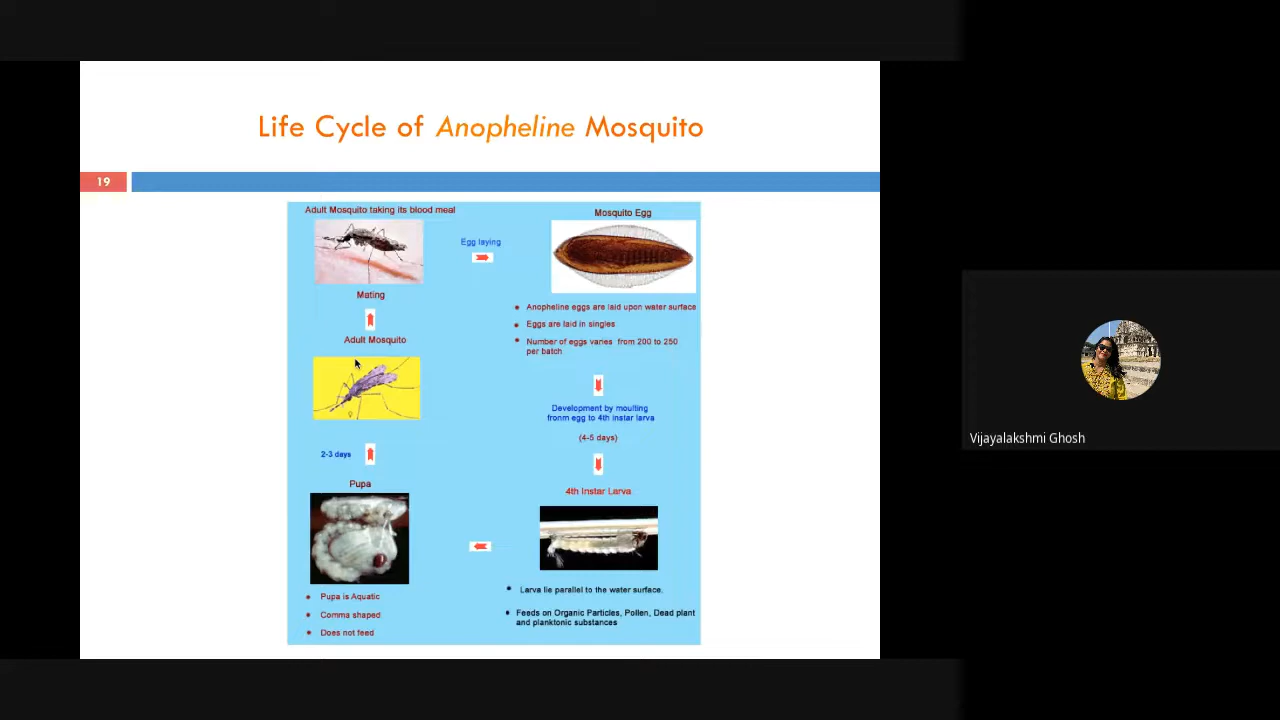 Life Cycle of Anopheline Mosquito
19
Adult Mosquito taking its blood meal
Mating
Adult Mosquito
2-3 days
Pupa
Pupa is Aquatic
Comma shaped
Does not feed
Egg laying
Mosquito Egg
Anopheline eggs are laid upon water surface
Eggs are laid in singles
Number of eggs varies from 200 to 250
per batch
Development by moulting
fronm egg to 4th instar larva
(4-5 days)
4th Instar Larva
Larva lie parallel to the water surface.
Feeds on Organic Particles, Pollen, Dead plant
and planktonic substances
Vijayalakshmi Ghosh